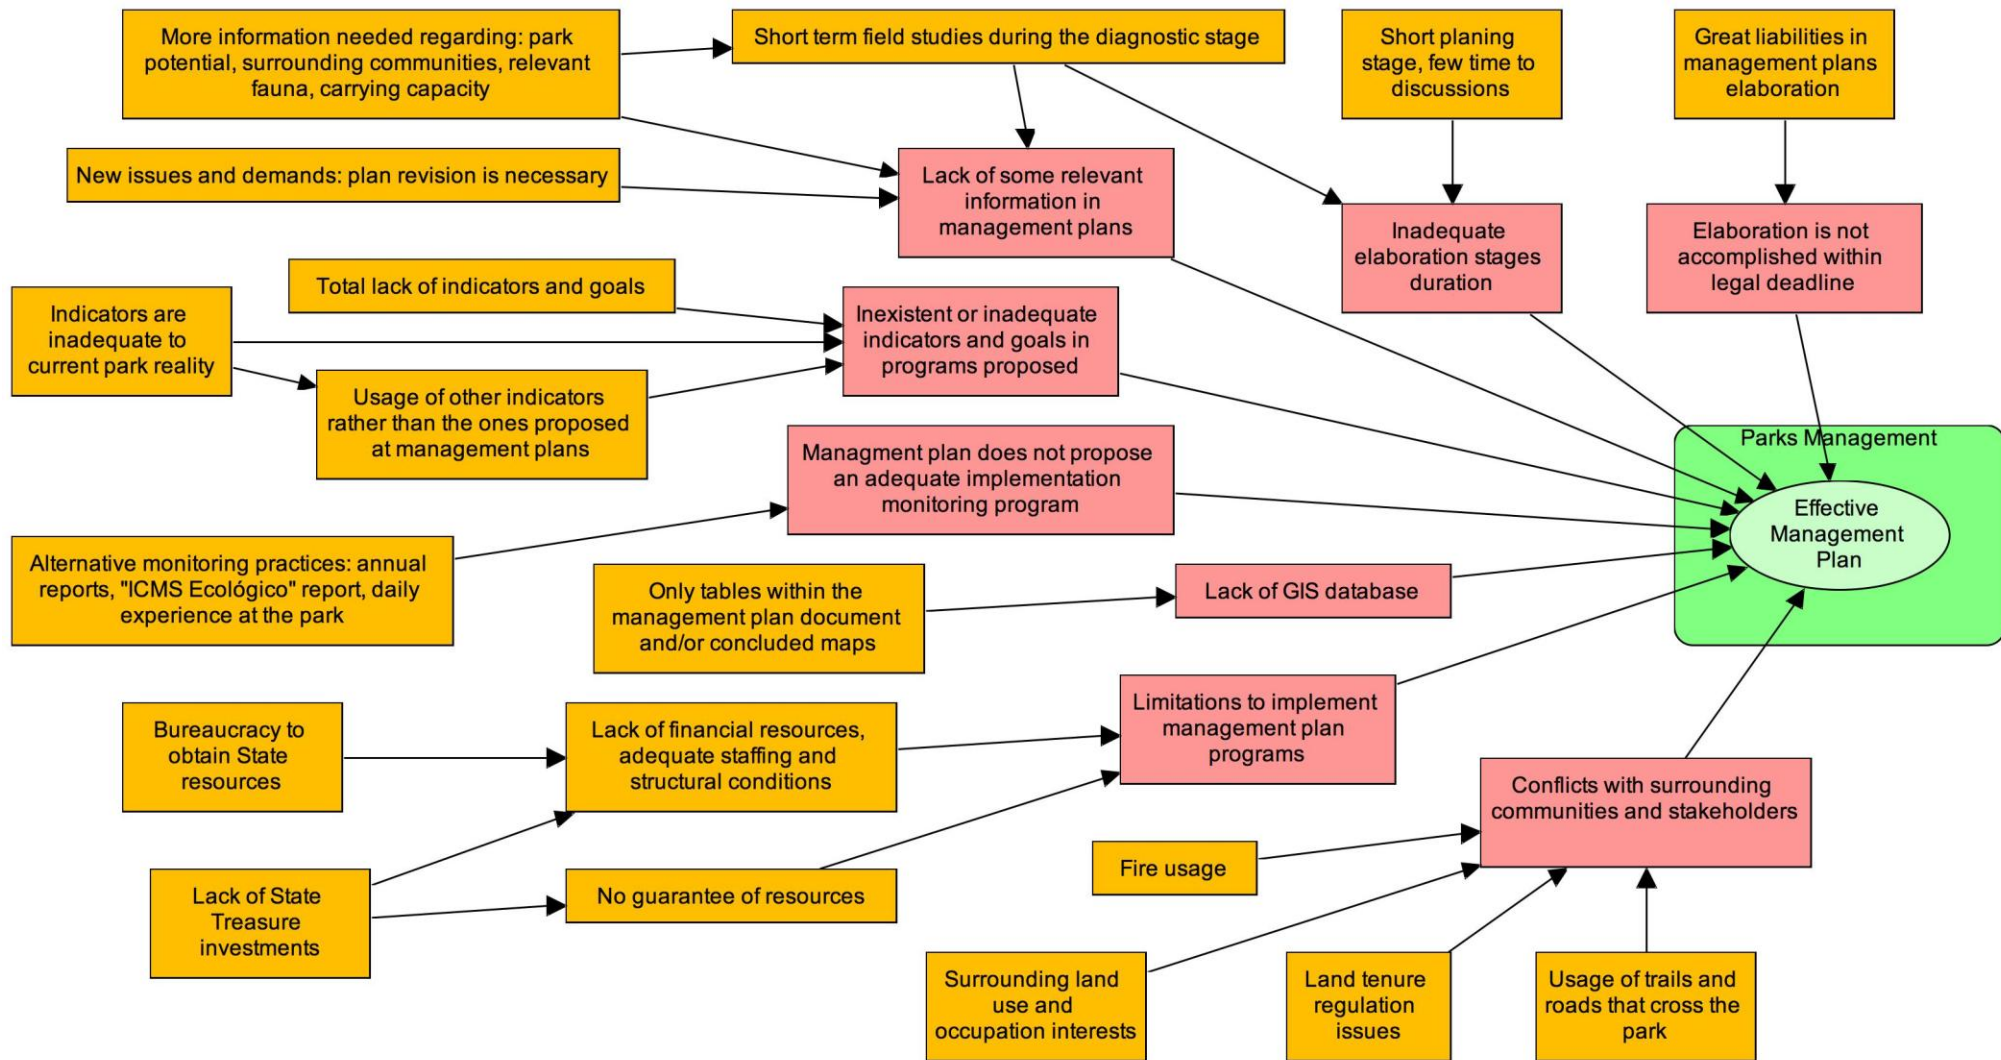 More information needed regarding: park
potential, surrounding communities, relevant
fauna, carrying capacity
Short term field studies during the diagnostic stage
Short planing
stage, few time to
discussions
Great liabilities in
management plans
elaboration
New issues and demands: plan revision is necessary
Lack of some relevant
information in
management plans
Inadequate
elaboration stages
duration
Elaboration is not
accomplished within
legal deadline
Total lack of indicators and goals
Indicators are
inadequate to
current park reality
Inexistent or inadequate
indicators and goals in
programs proposed
Usage of other indicators
rather than the ones proposed
at management plans
Parks Management
Managment plan does not propose
an adequate implementation
monitoring program
Effective
Management
Plan
Alternative monitoring practices: annual
reports, "ICMS Ecológico" report, daily
experience at the park
Only tables within the
management plan document
and/or concluded maps
Lack of GIS database
Bureaucracy to
obtain State
resources
Lack of financial resources,
adequate staffing and
structural conditions
Limitations to implement
management plan
programs
Conflicts with surrounding
communities and stakeholders
Fire usage
Lack of State
Treasure
investments
No guarantee of resources
Surrounding land
use and
occupation interests
Land tenure
regulation
issues
Usage of trails and
roads that cross the
park